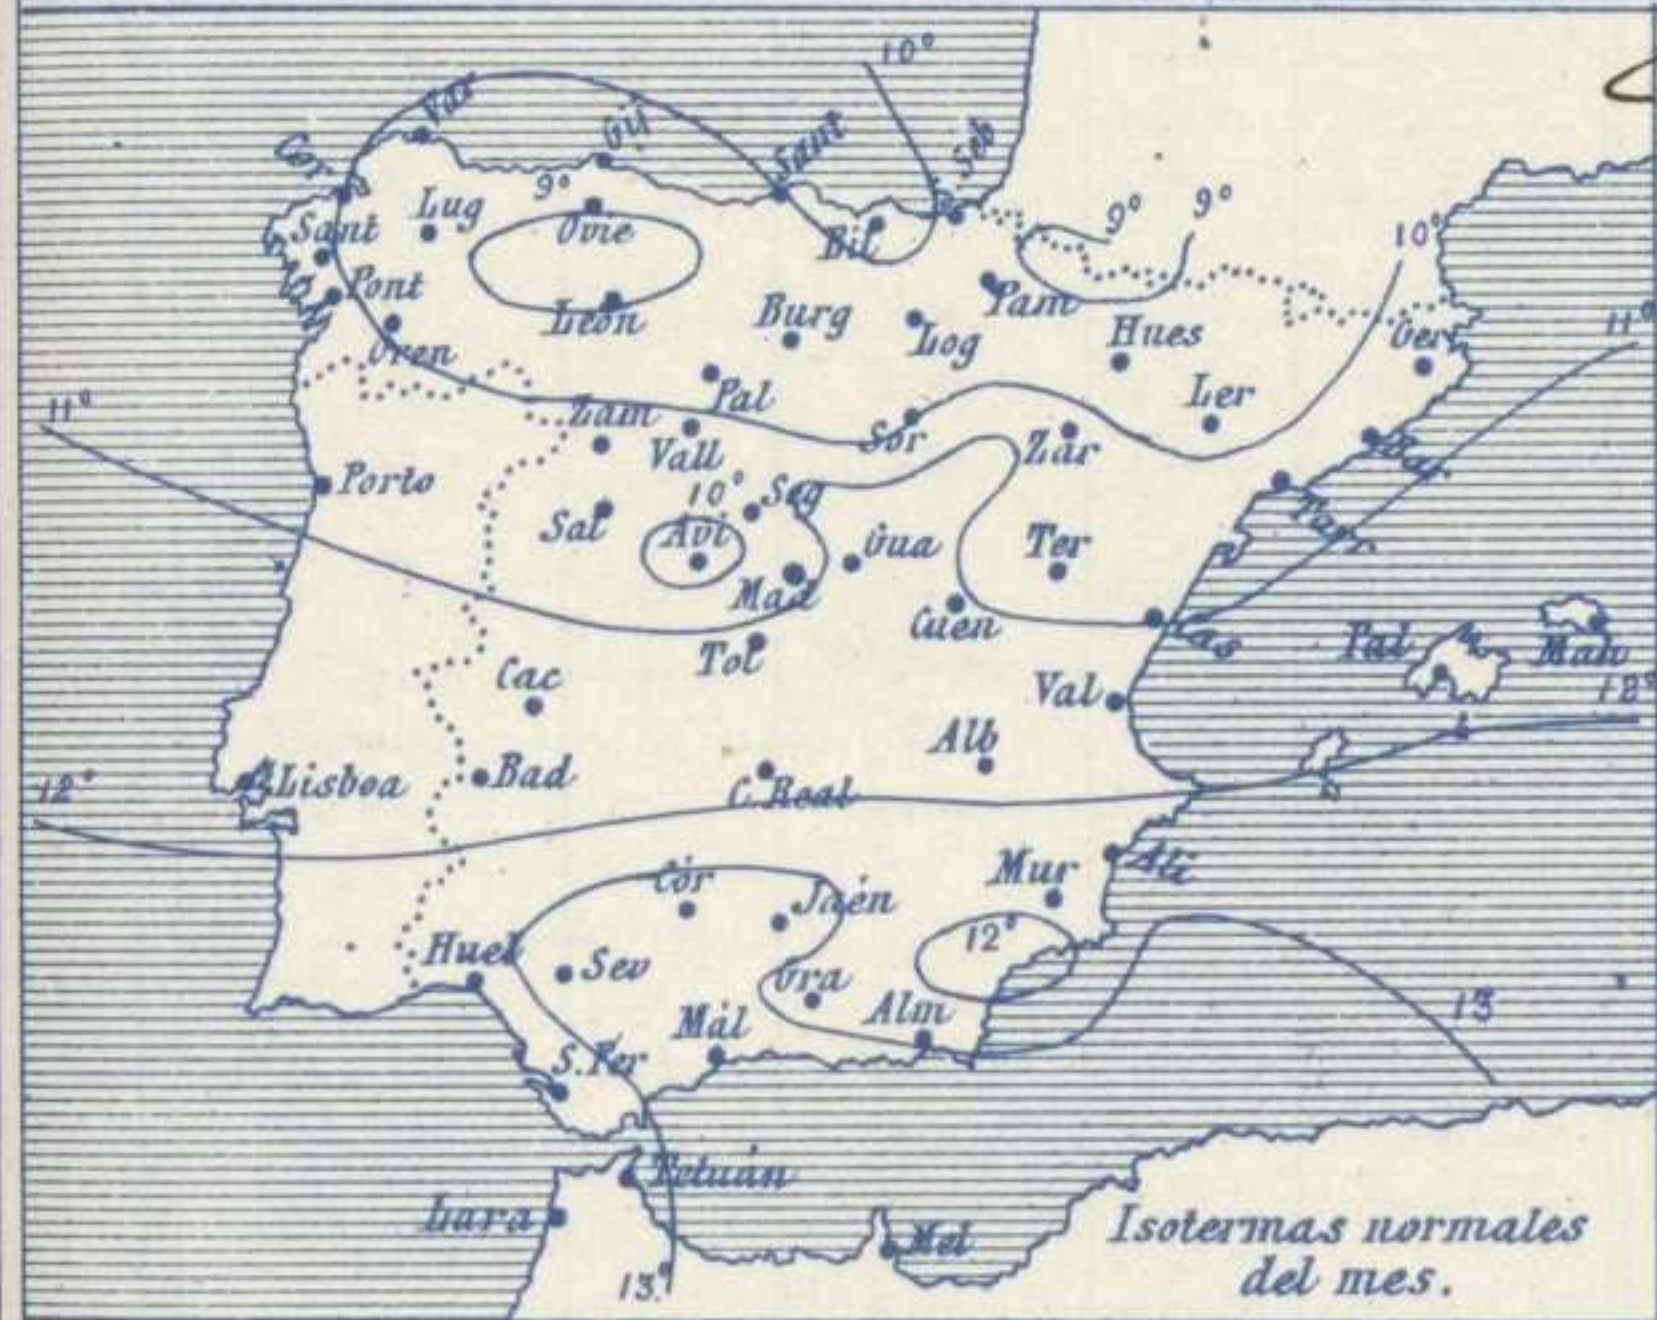 10°
Var
Gij
Sant
S. Seb
Cor
9°
Lug
Ovie
Bil
9°
9°
10°
Sant
Pont
León
Burg
Log
Pam
Hues
Ger
11°
Oren
Pal
Ler
11°
Zam
Vall
Sor
Zar
Bar
Porto
10°
Seg
Sal
Avi
Gua
Ter
Tarr
Mad
Cuen
Cas
Pal
Mah
Tol
12°
Cac
Val
Alb
12°
Lisboa
Bad
C. Real
Ali
Cór
Mur
Jaén
12°
Huel
Sev
Gra
Mál
Alm
13
S. Fer
Tetuán
Lara
Mel
13°
Isotermas normales
del mes.